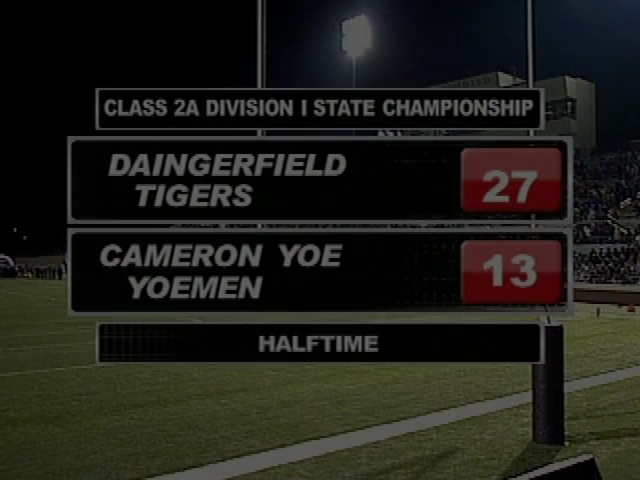 CLASS 2A DIVISION I STATE CHAMPIONSHIP
DAINGERFIELD
TIGERS
27
CAMERON YOE
YOEMEN
13
HALFTIME